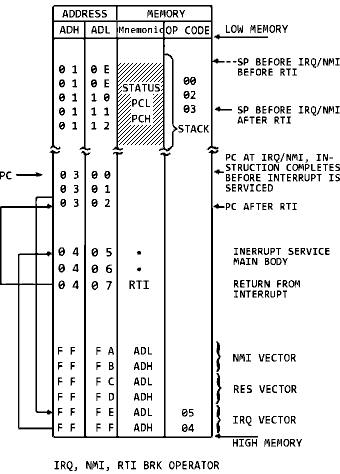 ADDRESS MEMORY
ADH ADL Mnemonic OP CODE LOW MEMORY
SP BEFORE IRQ/NMI
BEFORE RTI
0 1 0 E
0 1 0 E STATUS 00
0 1 1 0 PCL 02
0 1 1 1 PCH 03 SP BEFORE IRQ/NMI
AFTER RTI
0 1 1 2 STACK
PC AT IRQ/NMI, IN-
STRUCTION COMPLETES
BEFORE INTERRUPT IS
SERVICED
PC 0 3 0 0
0 3 0 1
0 3 0 2 PC AFTER RTI
0 4 0 5 • INERRUPT SERVICE
MAIN BODY
0 4 0 6 •
0 4 0 7 RTI RETURN FROM
INTERRUPT
F F F A ADL
F F F B ADH NMI VECTOR
F F F C ADL
F F F D ADH RES VECTOR
F F F E ADL 05
F F F F ADH 04 IRQ VECTOR
HIGH MEMORY
IRQ, NMI, RTI BRK OPERATOR